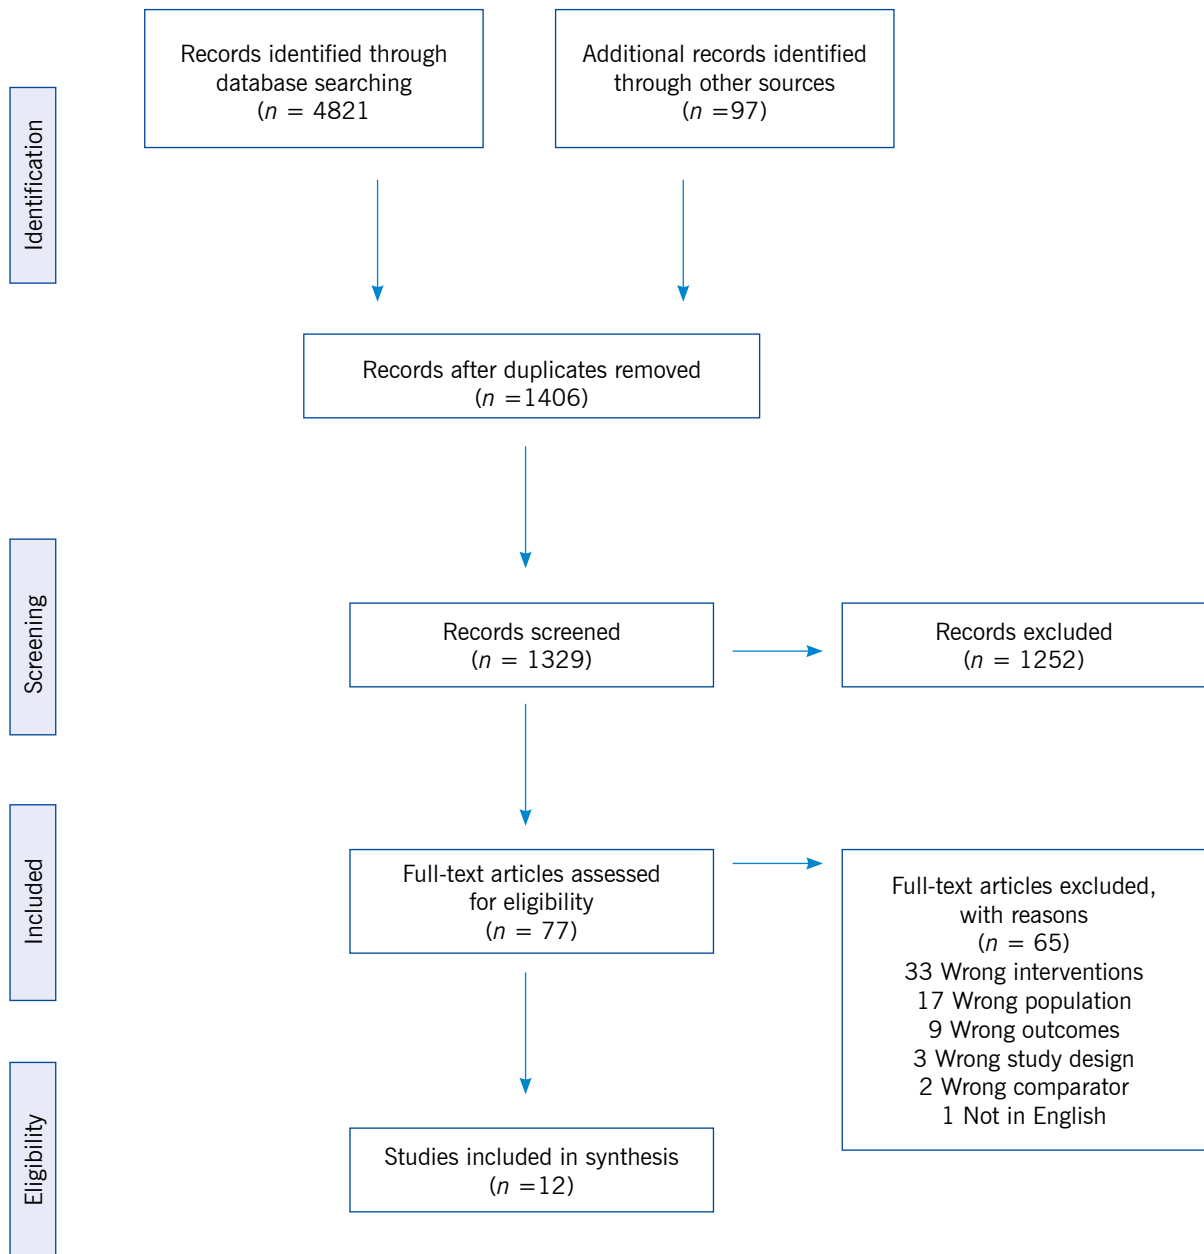 Records identified through
database searching
(n = 4821
Additional records identified
through other sources
(n =97)
Identification
Records after duplicates removed
(n =1406)
Screening
Records screened
(n = 1329)
Records excluded
(n = 1252)
Included
Full-text articles assessed
for eligibility
(n = 77)
Full-text articles excluded,
with reasons
(n = 65)
33 Wrong interventions
17 Wrong population
9 Wrong outcomes
3 Wrong study design
2 Wrong comparator
1 Not in English
Eligibility
Studies included in synthesis
(n =12)